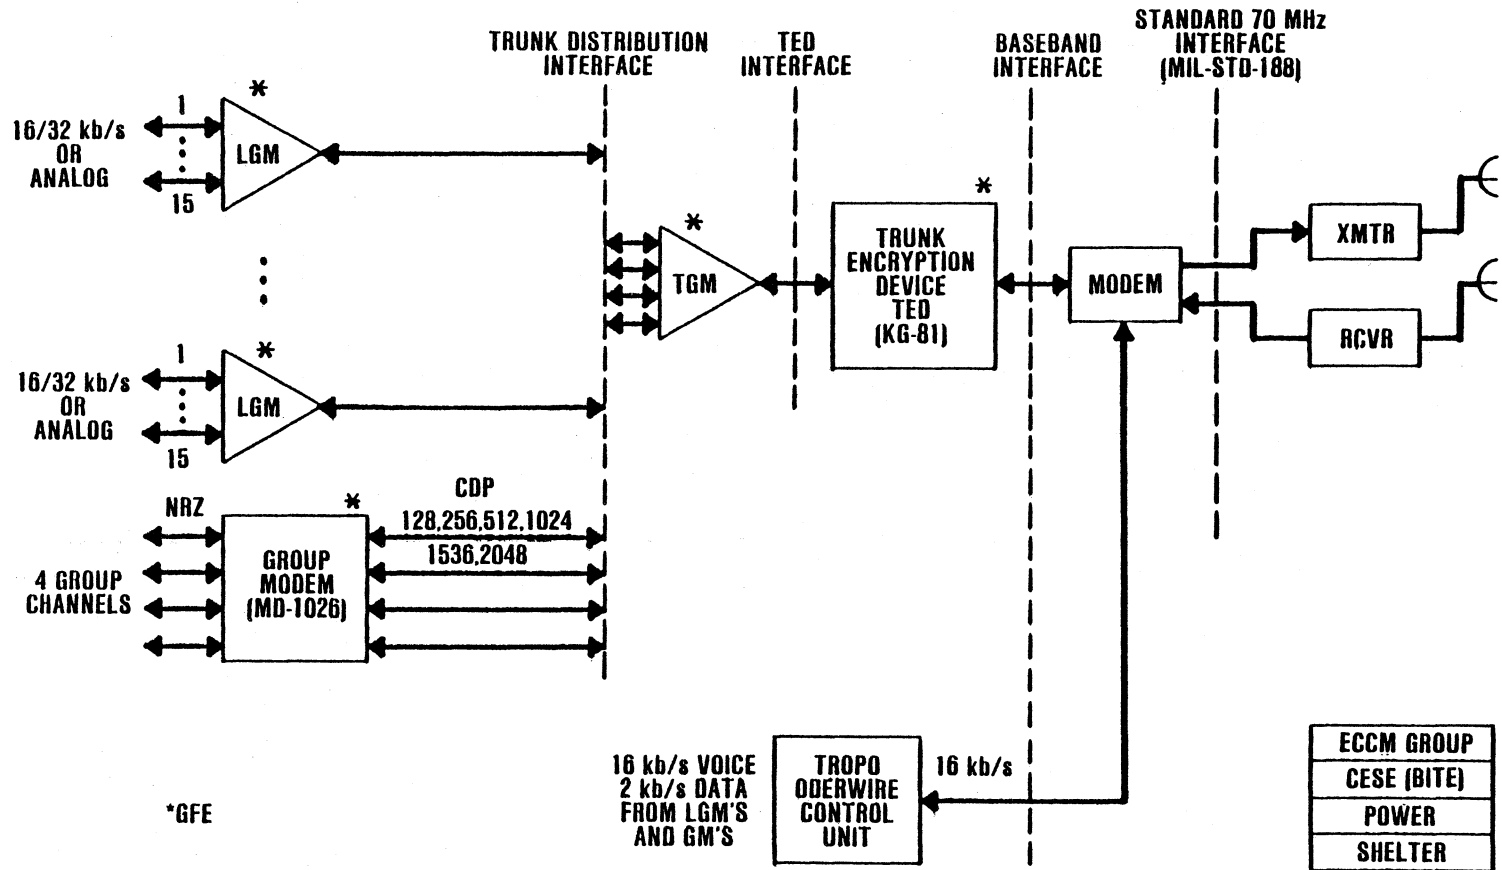 TRUNK DISTRIBUTION
INTERFACE
TED
INTERFACE
BASEBAND
INTERFACE
STANDARD 70 MHz
INTERFACE
(MIL-STD-188)
16/32 kb/s
OR
ANALOG
1
15
*
LGM
16/32 kb/s
OR
ANALOG
1
15
*
LGM
*
TGM
*
TRUNK
ENCRYPTION
DEVICE
TED
(KG-81)
MODEM
XMTR
RCVR
NRZ
4 GROUP
CHANNELS
*
GROUP
MODEM
(MD-1026)
CDP
128,256,512,1024
1536,2048
16 kb/s VOICE
2 kb/s DATA
FROM LGM'S
AND GM'S
TROPO
ODERWIRE
CONTROL
UNIT
16 kb/s
*GFE
ECCM GROUP
CESE (BITE)
POWER
SHELTER